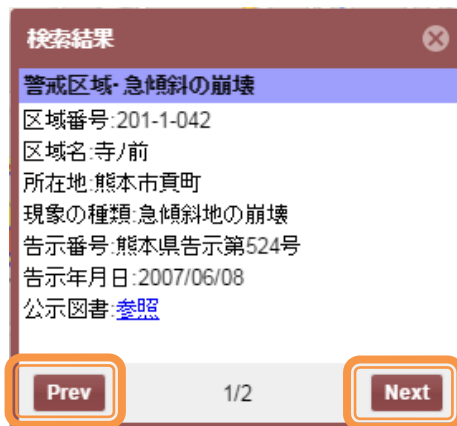 検索結果
警戒区域・急傾斜の崩壊
区域番号:201-1-042
区域名:寺ノ前
所在地:熊本市貢町
現象の種類:急傾斜地の崩壊
告示番号:熊本県告示第524号
告示年月日:2007/06/08
公示図書:参照
Prev 1/2 Next